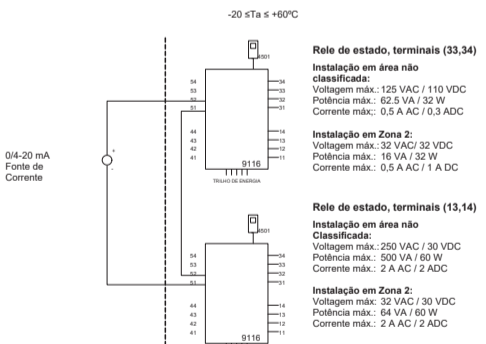 -20 ≤Ta ≤ +60ºC
4501
Rele de estado, terminais (33,34)
Instalação em área não
classificada:
Voltagem máx.: 125 VAC / 110 VDC
Potência máx.: 62.5 VA / 32 W
Corrente máx;: 0,5 A AC / 0,3 ADC
Instalação em Zona 2:
Voltagem máx.: 32 VAC/ 32 VDC
Potência máx.: 16 VA / 32 W
Corrente máx.: 0,5 A AC / 1 A DC
54
53
52
51
44
43
42
41
34
33
32
31
14
13
12
11
9116
TRILHO DE ENERGIA
0/4-20 mA
Fonte de
Corrente
+
-
4501
Rele de estado, terminais (13,14)
Instalação em área não
Classificada:
Voltagem máx.: 250 VAC / 30 VDC
Potência máx.: 500 VA / 60 W
Corrente máx.: 2 A AC / 2 ADC
Instalação em Zona 2:
Voltagem máx: 32 VAC / 30 VDC
Potência máx.: 64 VA / 60 W
Corrente máx.: 2 A AC / 2 ADC
54
53
52
51
44
43
42
41
34
33
32
31
14
13
12
11
9116